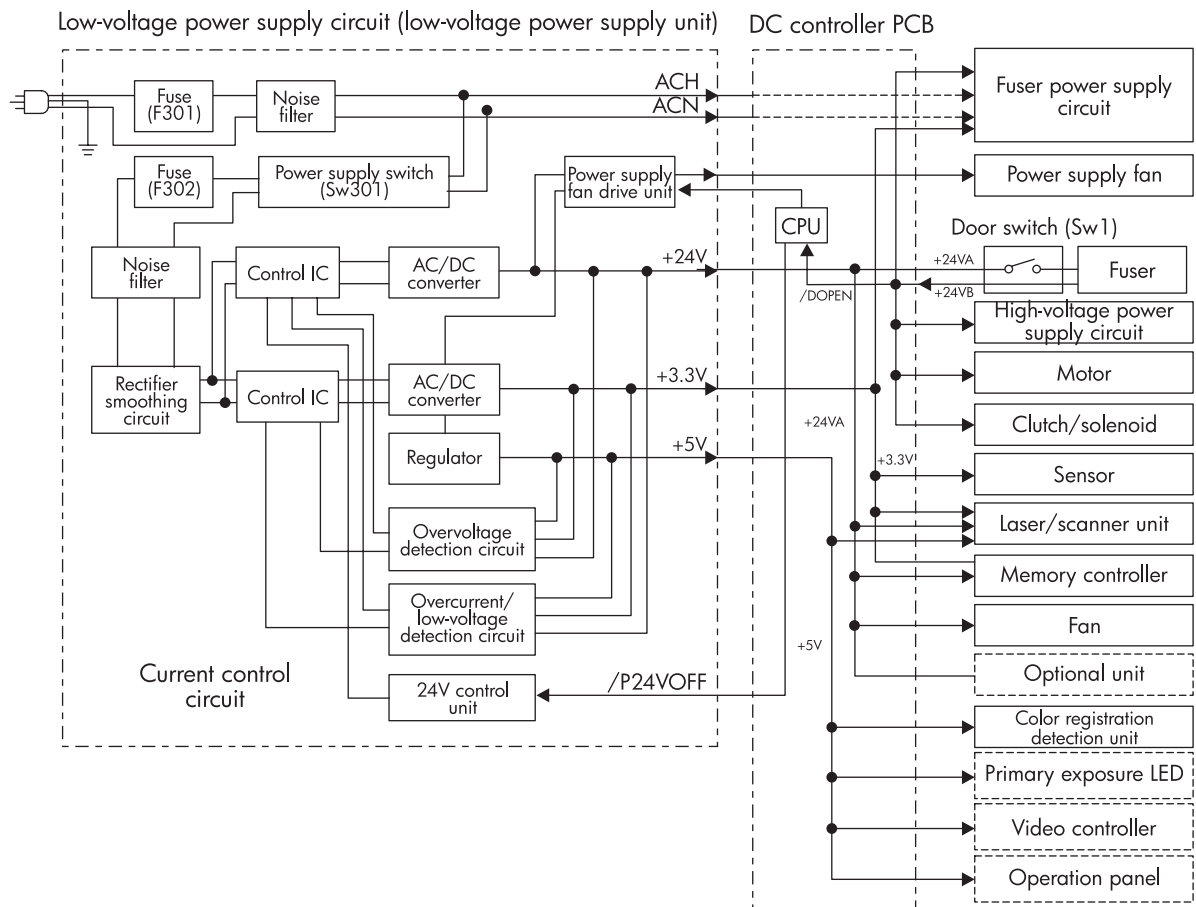 Low-voltage power supply circuit (low-voltage power supply unit)
DC controller PCB
Fuse
(F301)
Noise
filter
ACH
ACN
Fuser power supply
circuit
Fuse
(F302)
Power supply switch
(Sw301)
Power supply
fan drive unit
Power supply fan
CPU
Door switch (Sw1)
Noise
filter
Control IC
AC/DC
converter
+24V
+24VA
Fuser
/DOPEN
+24VB
High-voltage power
supply circuit
Rectifier
smoothing
circuit
Control IC
AC/DC
converter
+3.3V
Motor
+24VA
Clutch/solenoid
Regulator
+5V
+3.3V
Sensor
Overvoltage
detection circuit
Laser/scanner unit
Memory controller
Overcurrent/
low-voltage
detection circuit
Fan
+5V
Current control
circuit
24V control
unit
/P24VOFF
Optional unit
Color registration
detection unit
Primary exposure LED
Video controller
Operation panel